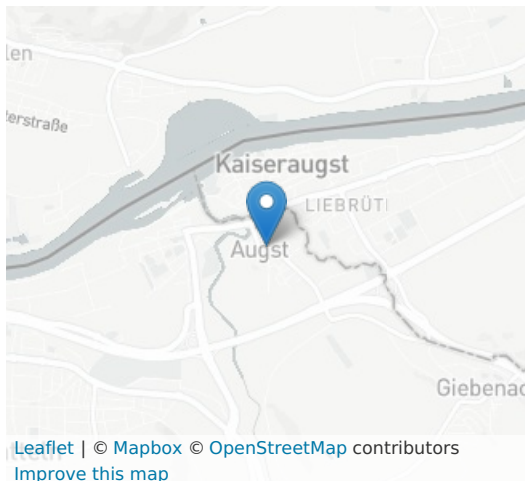 len
erstraße
Kaiseraugst
LIEBRÜTI
Augst
Giebenac
Leaflet | © Mapbox © OpenStreetMap contributors
Improve this map